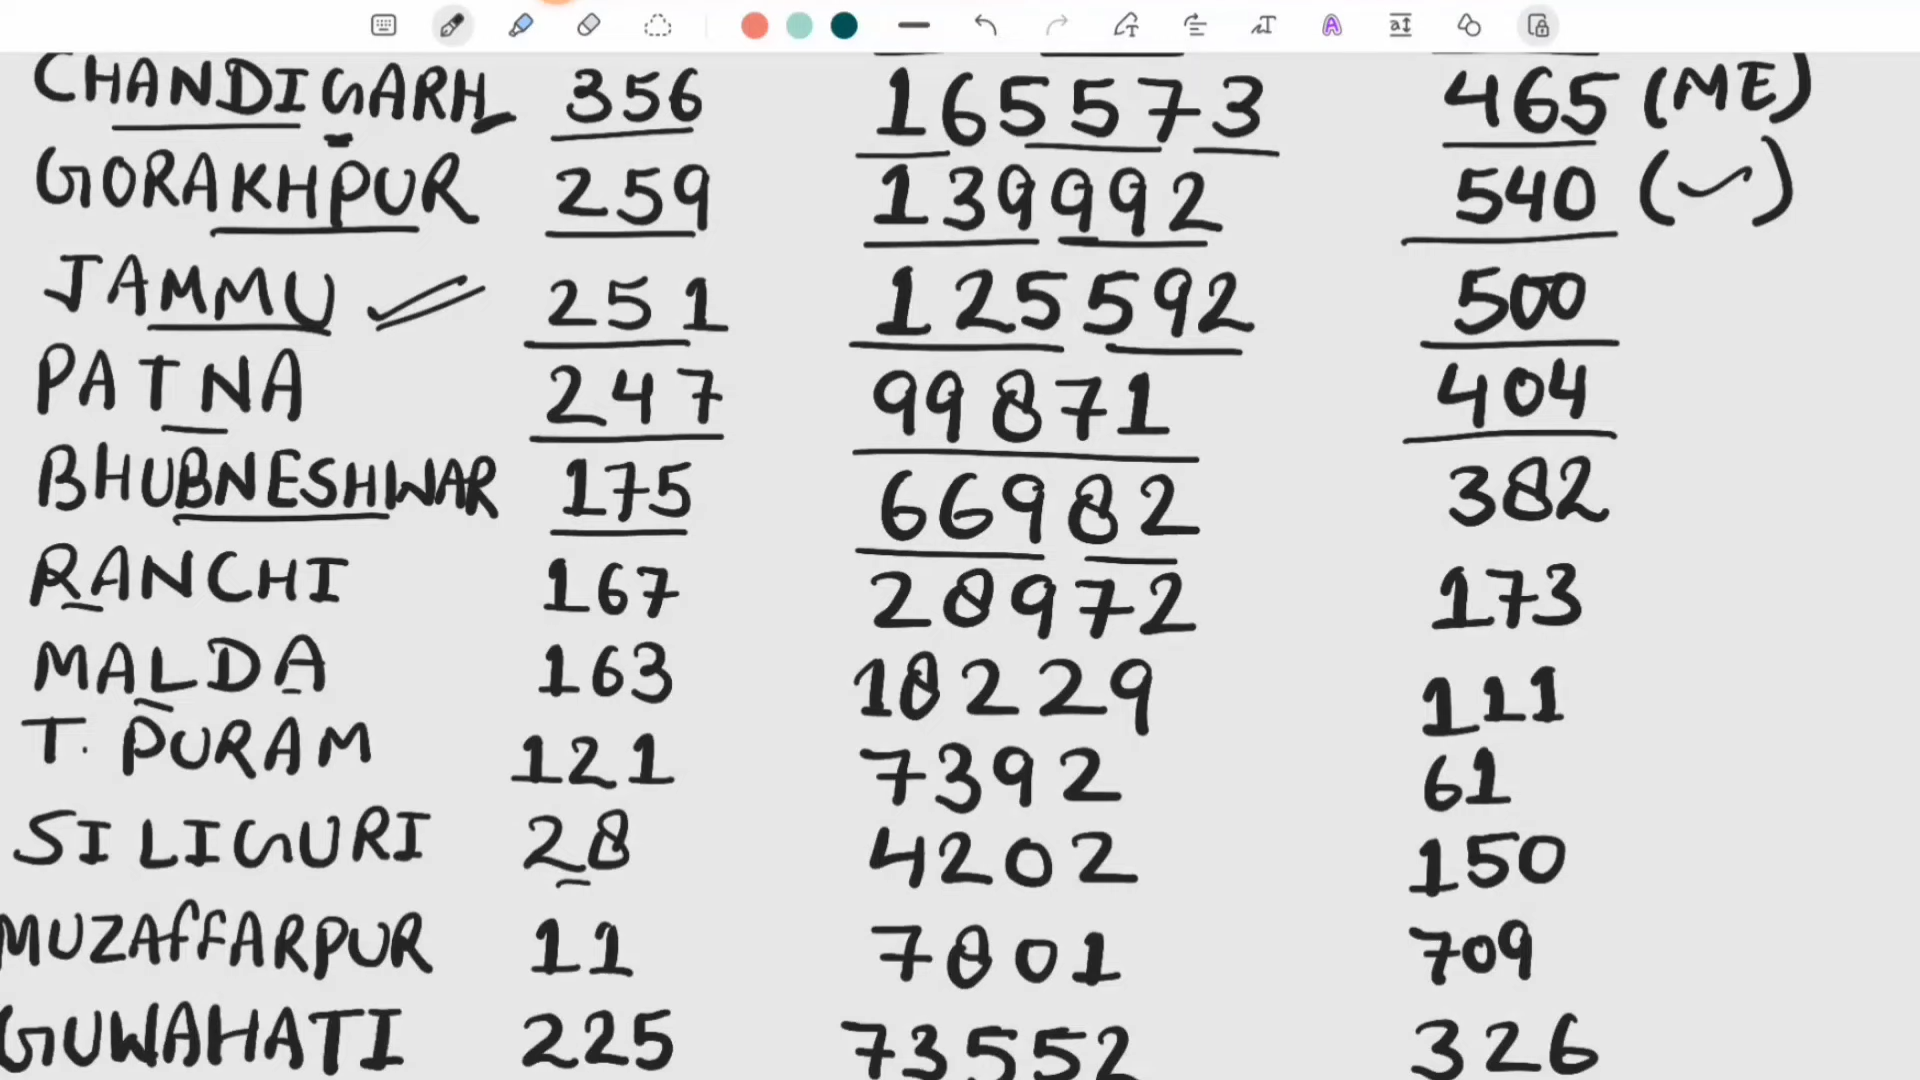 CHANDIGARH 356 165573 465 (ME)
GORAKHPUR 259 139992 540
JAMMU 251 125592 500
PATNA 247 99871 404
BHUBNESHWAR 175 66982 382
RANCHI 167 28972 173
MALDA 163 18229 111
T. PURAM 121 7392 61
SILIGURI 28 4202 150
MUZAFFARPUR 11 7801 709
GUWAHATI 225 73552 326